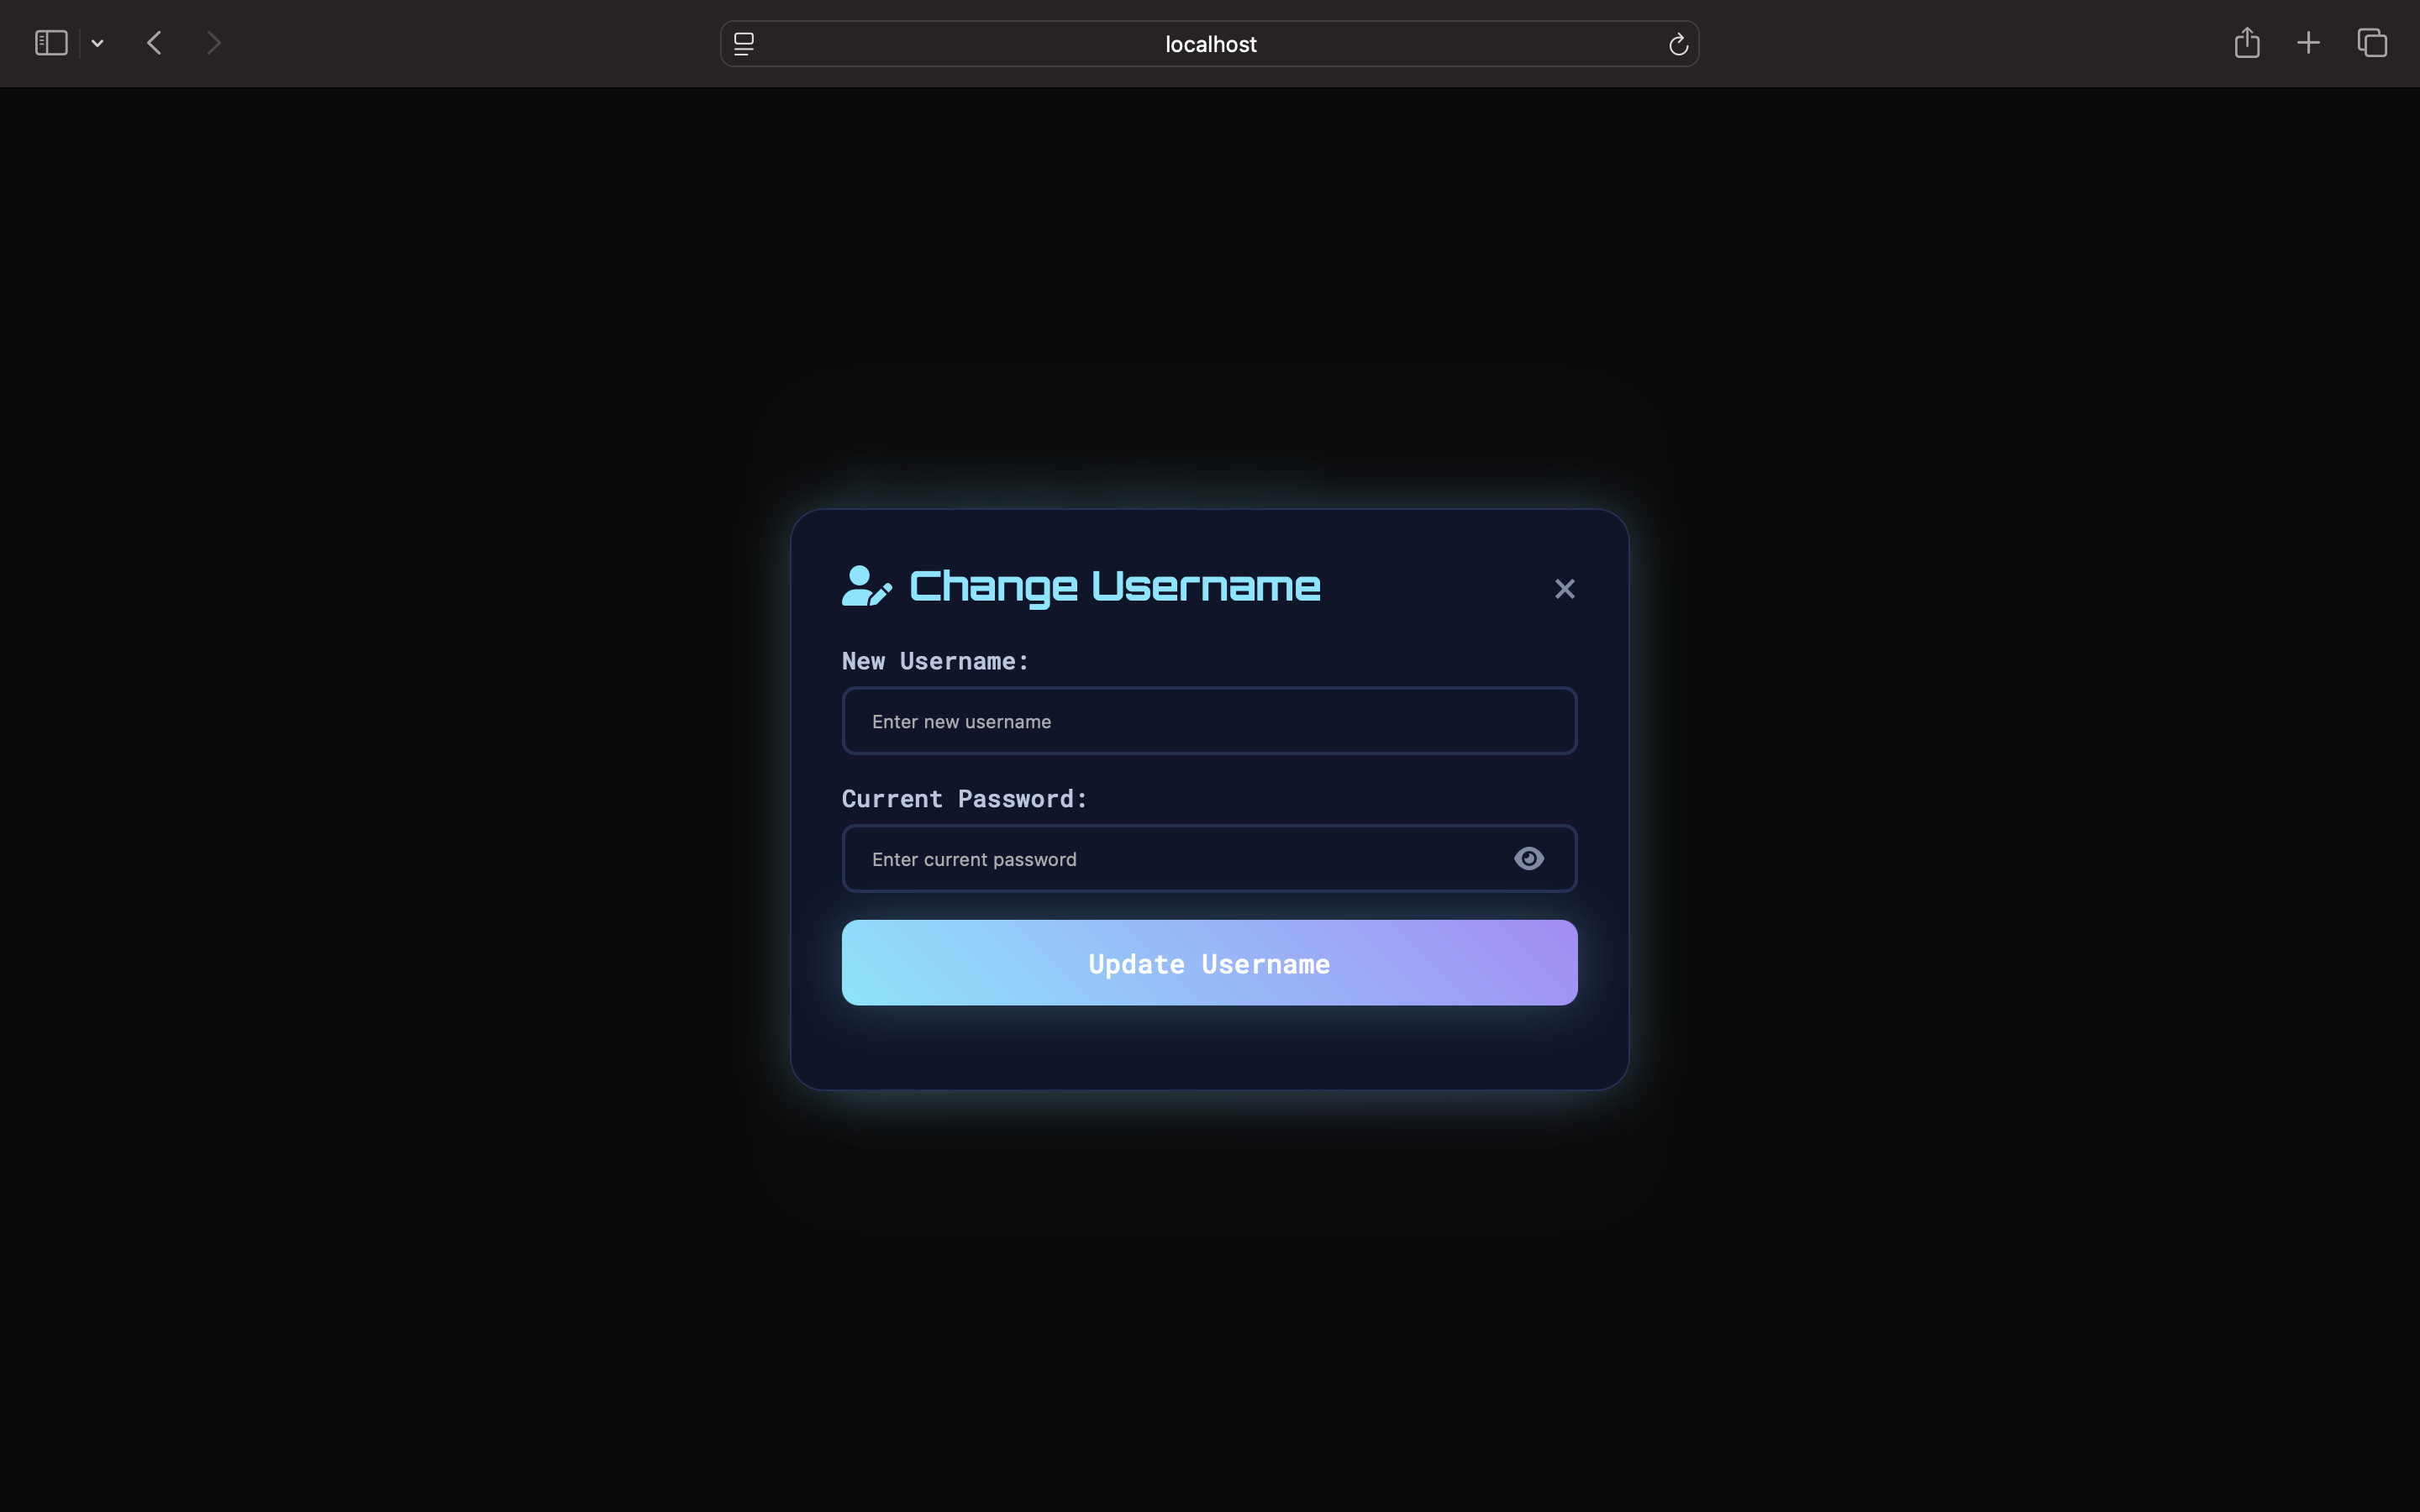 localhost
Change Username
New Username:
Enter new username
Current Password:
Enter current password
Update Username